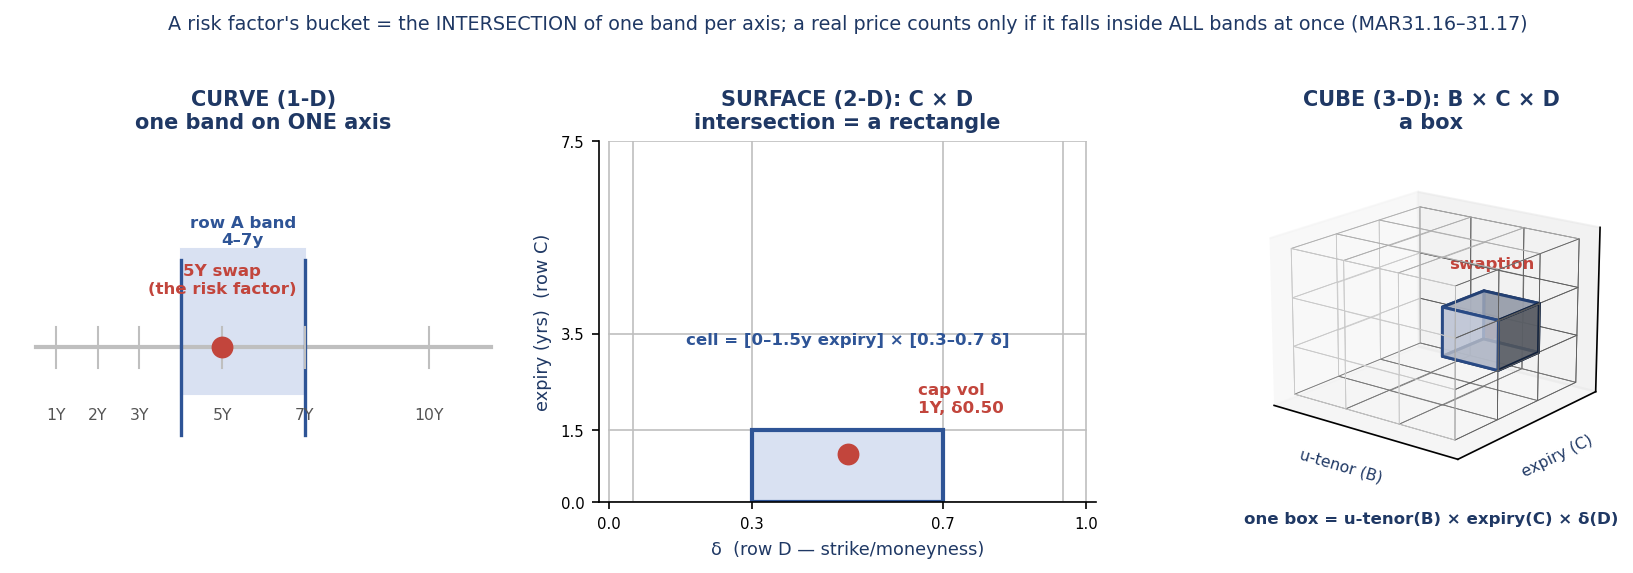 A risk factor's bucket = the INTERSECTION of one band per axis; a real price counts only if it falls inside ALL bands at once (MAR31.16–31.17)
CURVE (1-D)
one band on ONE axis
row A band
4–7y
5Y swap
(the risk factor)
1Y
2Y
3Y
5Y
7Y
10Y
SURFACE (2-D): C × D
intersection = a rectangle
7.5
3.5
1.5
0.0
expiry (yrs)  (row C)
cell = [0–1.5y expiry] × [0.3–0.7 δ]
cap vol
1Y, δ0.50
0.0
0.3
0.7
1.0
δ  (row D — strike/moneyness)
CUBE (3-D): B × C × D
a box
swaption
u-tenor (B)
expiry (C)
one box = u-tenor(B) × expiry(C) × δ(D)